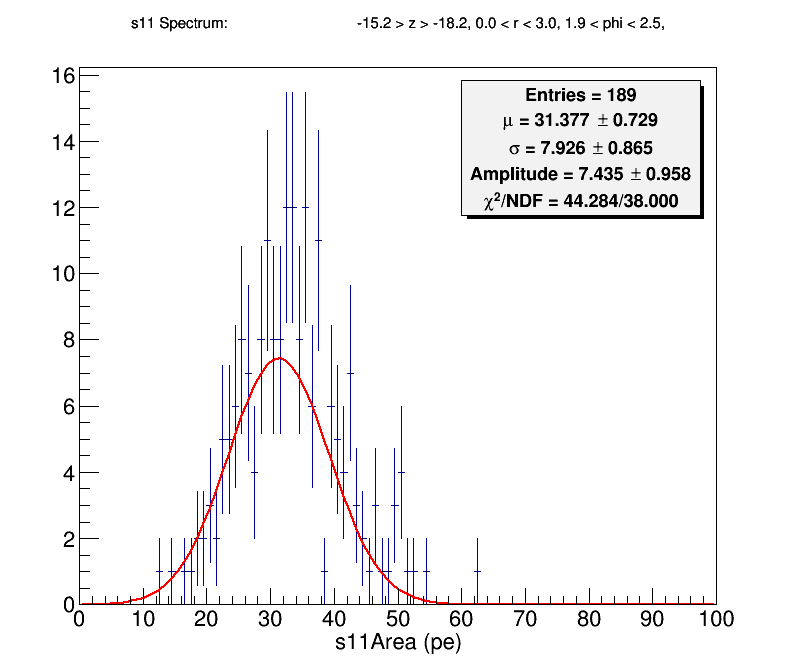 s11 Spectrum: -15.2 > z > -18.2, 0.0 < r < 3.0, 1.9 < phi < 2.5,
Entries = 189
μ = 31.377 ± 0.729
σ = 7.926 ± 0.865
Amplitude = 7.435 ± 0.958
χ²/NDF = 44.284/38.000
16
14
12
10
8
6
4
2
0
0 10 20 30 40 50 60 70 80 90 100
s11Area (pe)